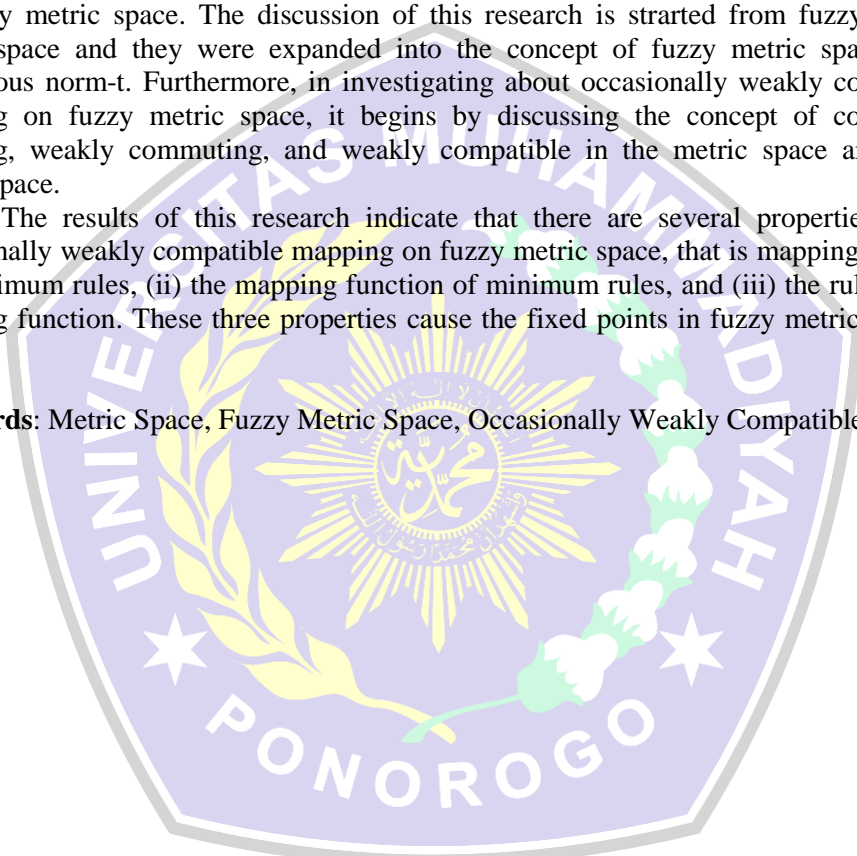 y metric space. The discussion of this research is strarted from fuzzy
space and they were expanded into the concept of fuzzy metric spa
ous norm-t. Furthermore, in investigating about occasionally weakly co
g on fuzzy metric space, it begins by discussing the concept of co
g, weakly commuting, and weakly compatible in the metric space a
pace.
The results of this research indicate that there are several propertie
nally weakly compatible mapping on fuzzy metric space, that is mapping
imum rules, (ii) the mapping function of minimum rules, and (iii) the rul
g function. These three properties cause the fixed points in fuzzy metric
rds: Metric Space, Fuzzy Metric Space, Occasionally Weakly Compatible
UNIVERSITAS MUHAMMADIYAH
PONOROGO
محمدية